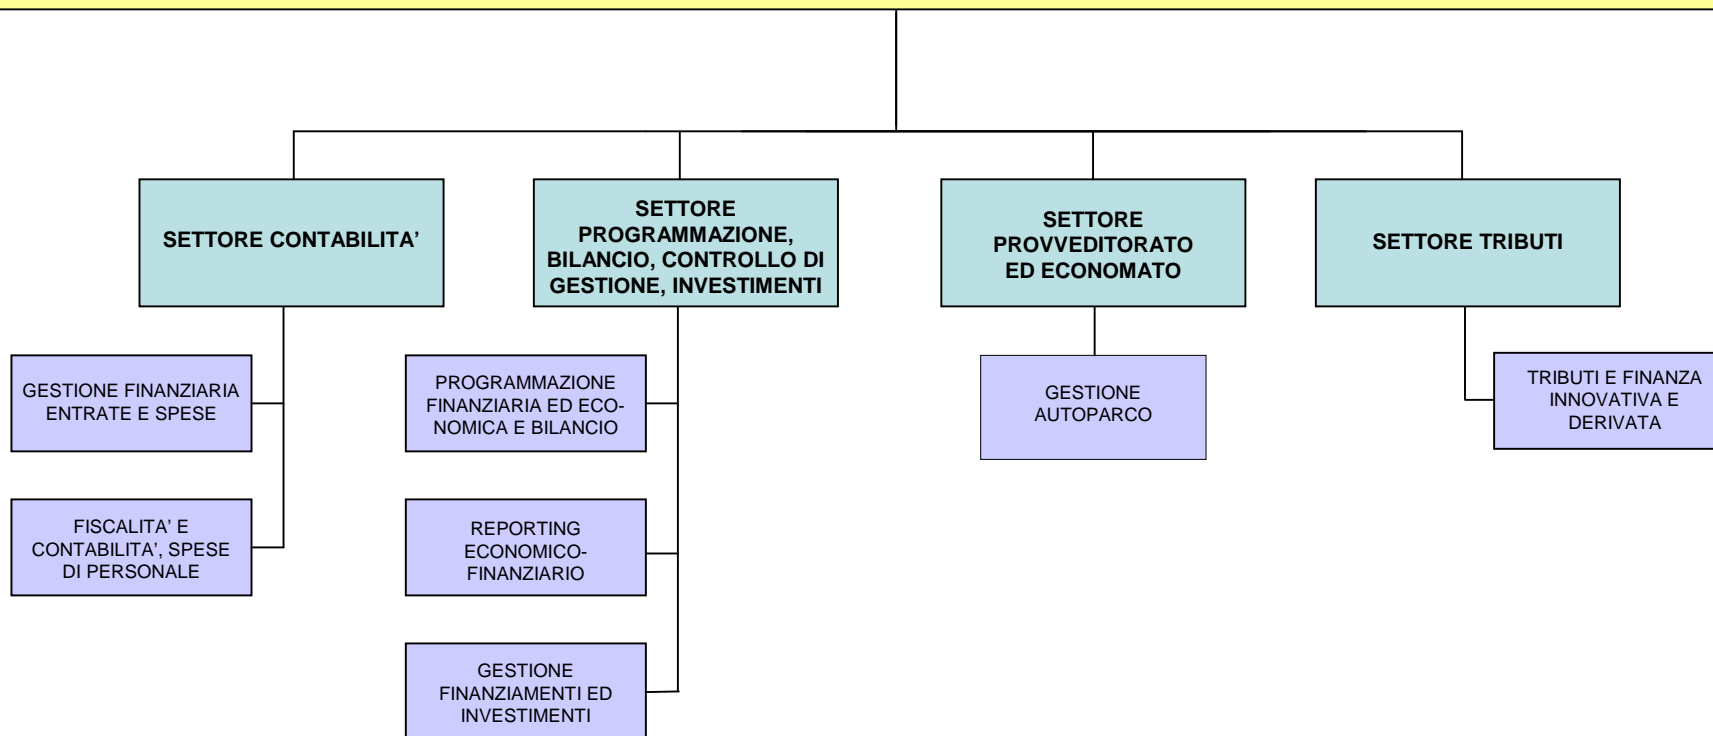 SETTORE CONTABILITA’
SETTORE
PROGRAMMAZIONE,
BILANCIO, CONTROLLO DI
GESTIONE, INVESTIMENTI
SETTORE
PROVVEDITORATO
ED ECONOMATO
SETTORE TRIBUTI
GESTIONE FINANZIARIA
ENTRATE E SPESE
FISCALITA’ E
CONTABILITA’, SPESE
DI PERSONALE
PROGRAMMAZIONE
FINANZIARIA ED ECO-
NOMICA E BILANCIO
REPORTING
ECONOMICO-
FINANZIARIO
GESTIONE
FINANZIAMENTI ED
INVESTIMENTI
GESTIONE
AUTOPARCO
TRIBUTI E FINANZA
INNOVATIVA E
DERIVATA